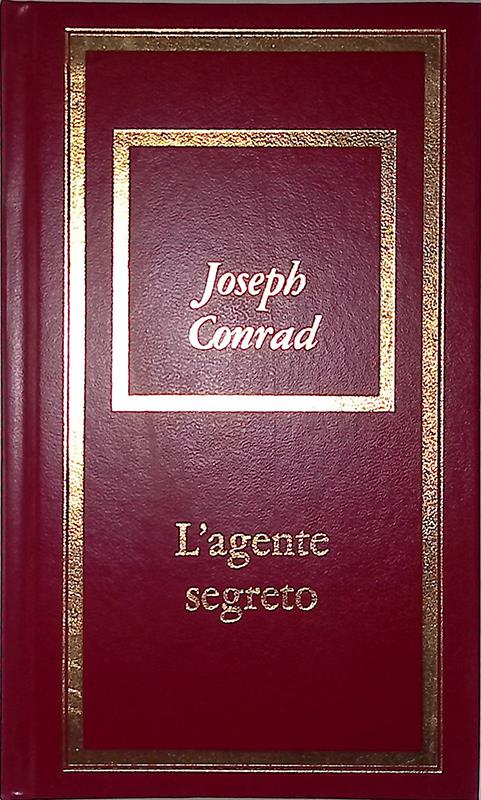 Joseph
Conrad
L'agente
segreto